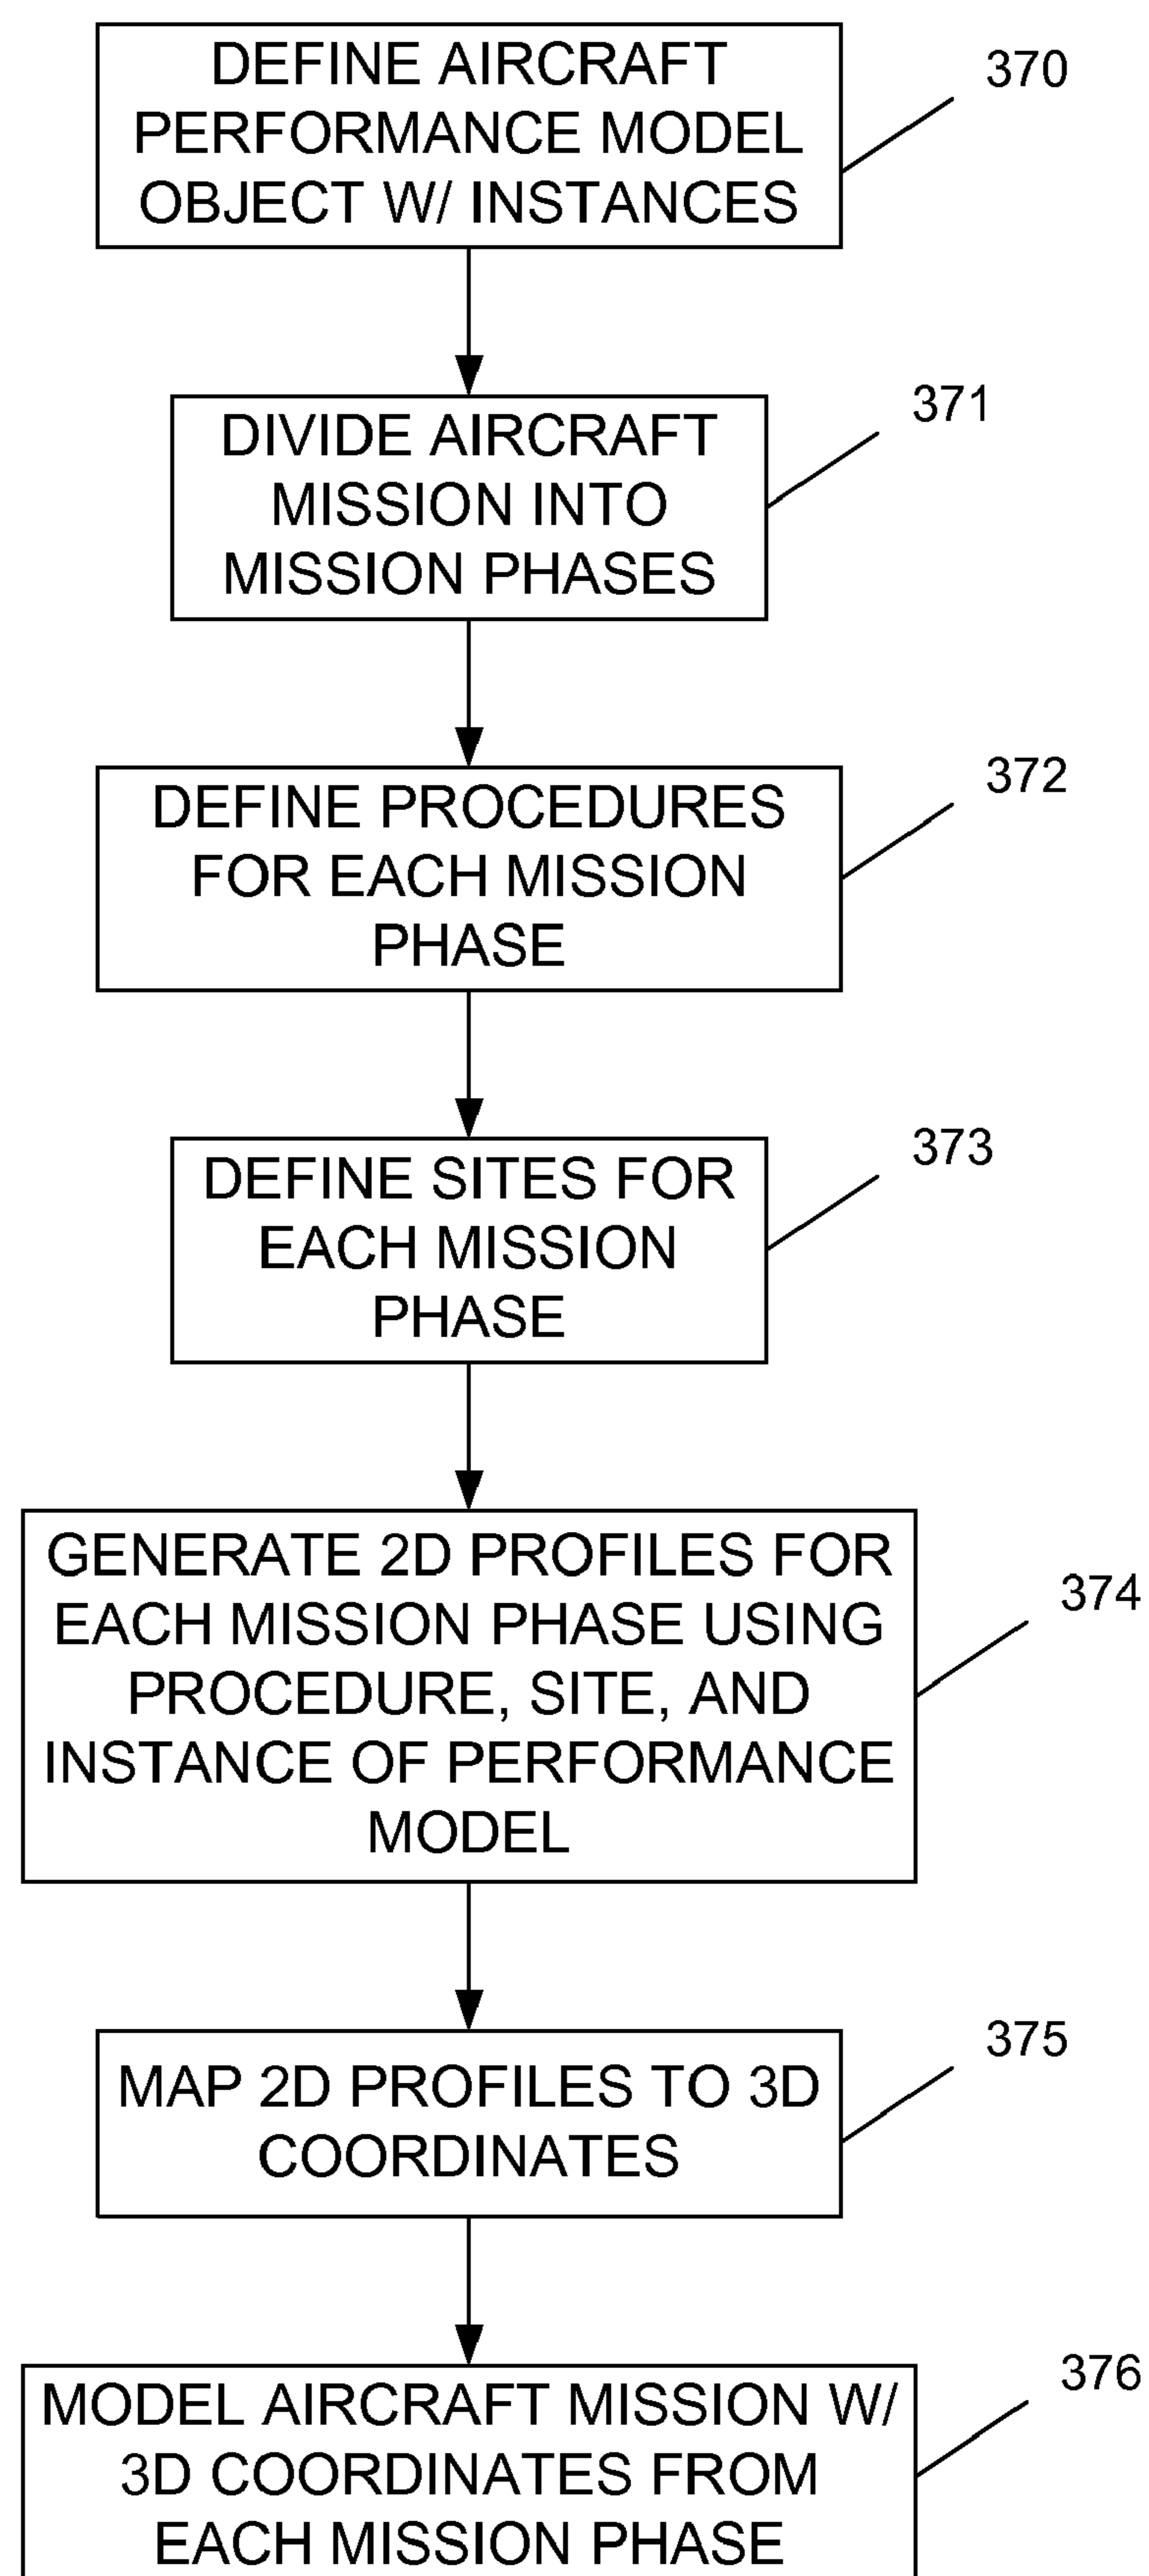 DEFINE AIRCRAFT
PERFORMANCE MODEL
OBJECT W/ INSTANCES
370
DIVIDE AIRCRAFT
MISSION INTO
MISSION PHASES
371
DEFINE PROCEDURES
FOR EACH MISSION
PHASE
372
DEFINE SITES FOR
EACH MISSION
PHASE
373
GENERATE 2D PROFILES FOR
EACH MISSION PHASE USING
PROCEDURE, SITE, AND
INSTANCE OF PERFORMANCE
MODEL
374
MAP 2D PROFILES TO 3D
COORDINATES
375
MODEL AIRCRAFT MISSION W/
3D COORDINATES FROM
EACH MISSION PHASE
376